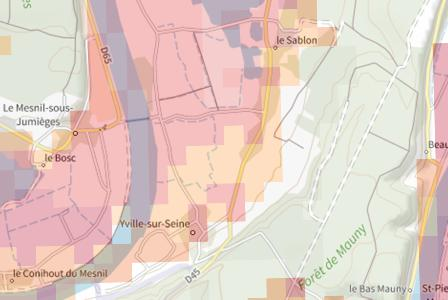 D65
le Sablon
Le Mesnil-sous-
Jumièges
le Bosc
Yville-sur-Seine
le Conihout du Mesnil
D45
Forêt de Mauny
le Bas Mauny